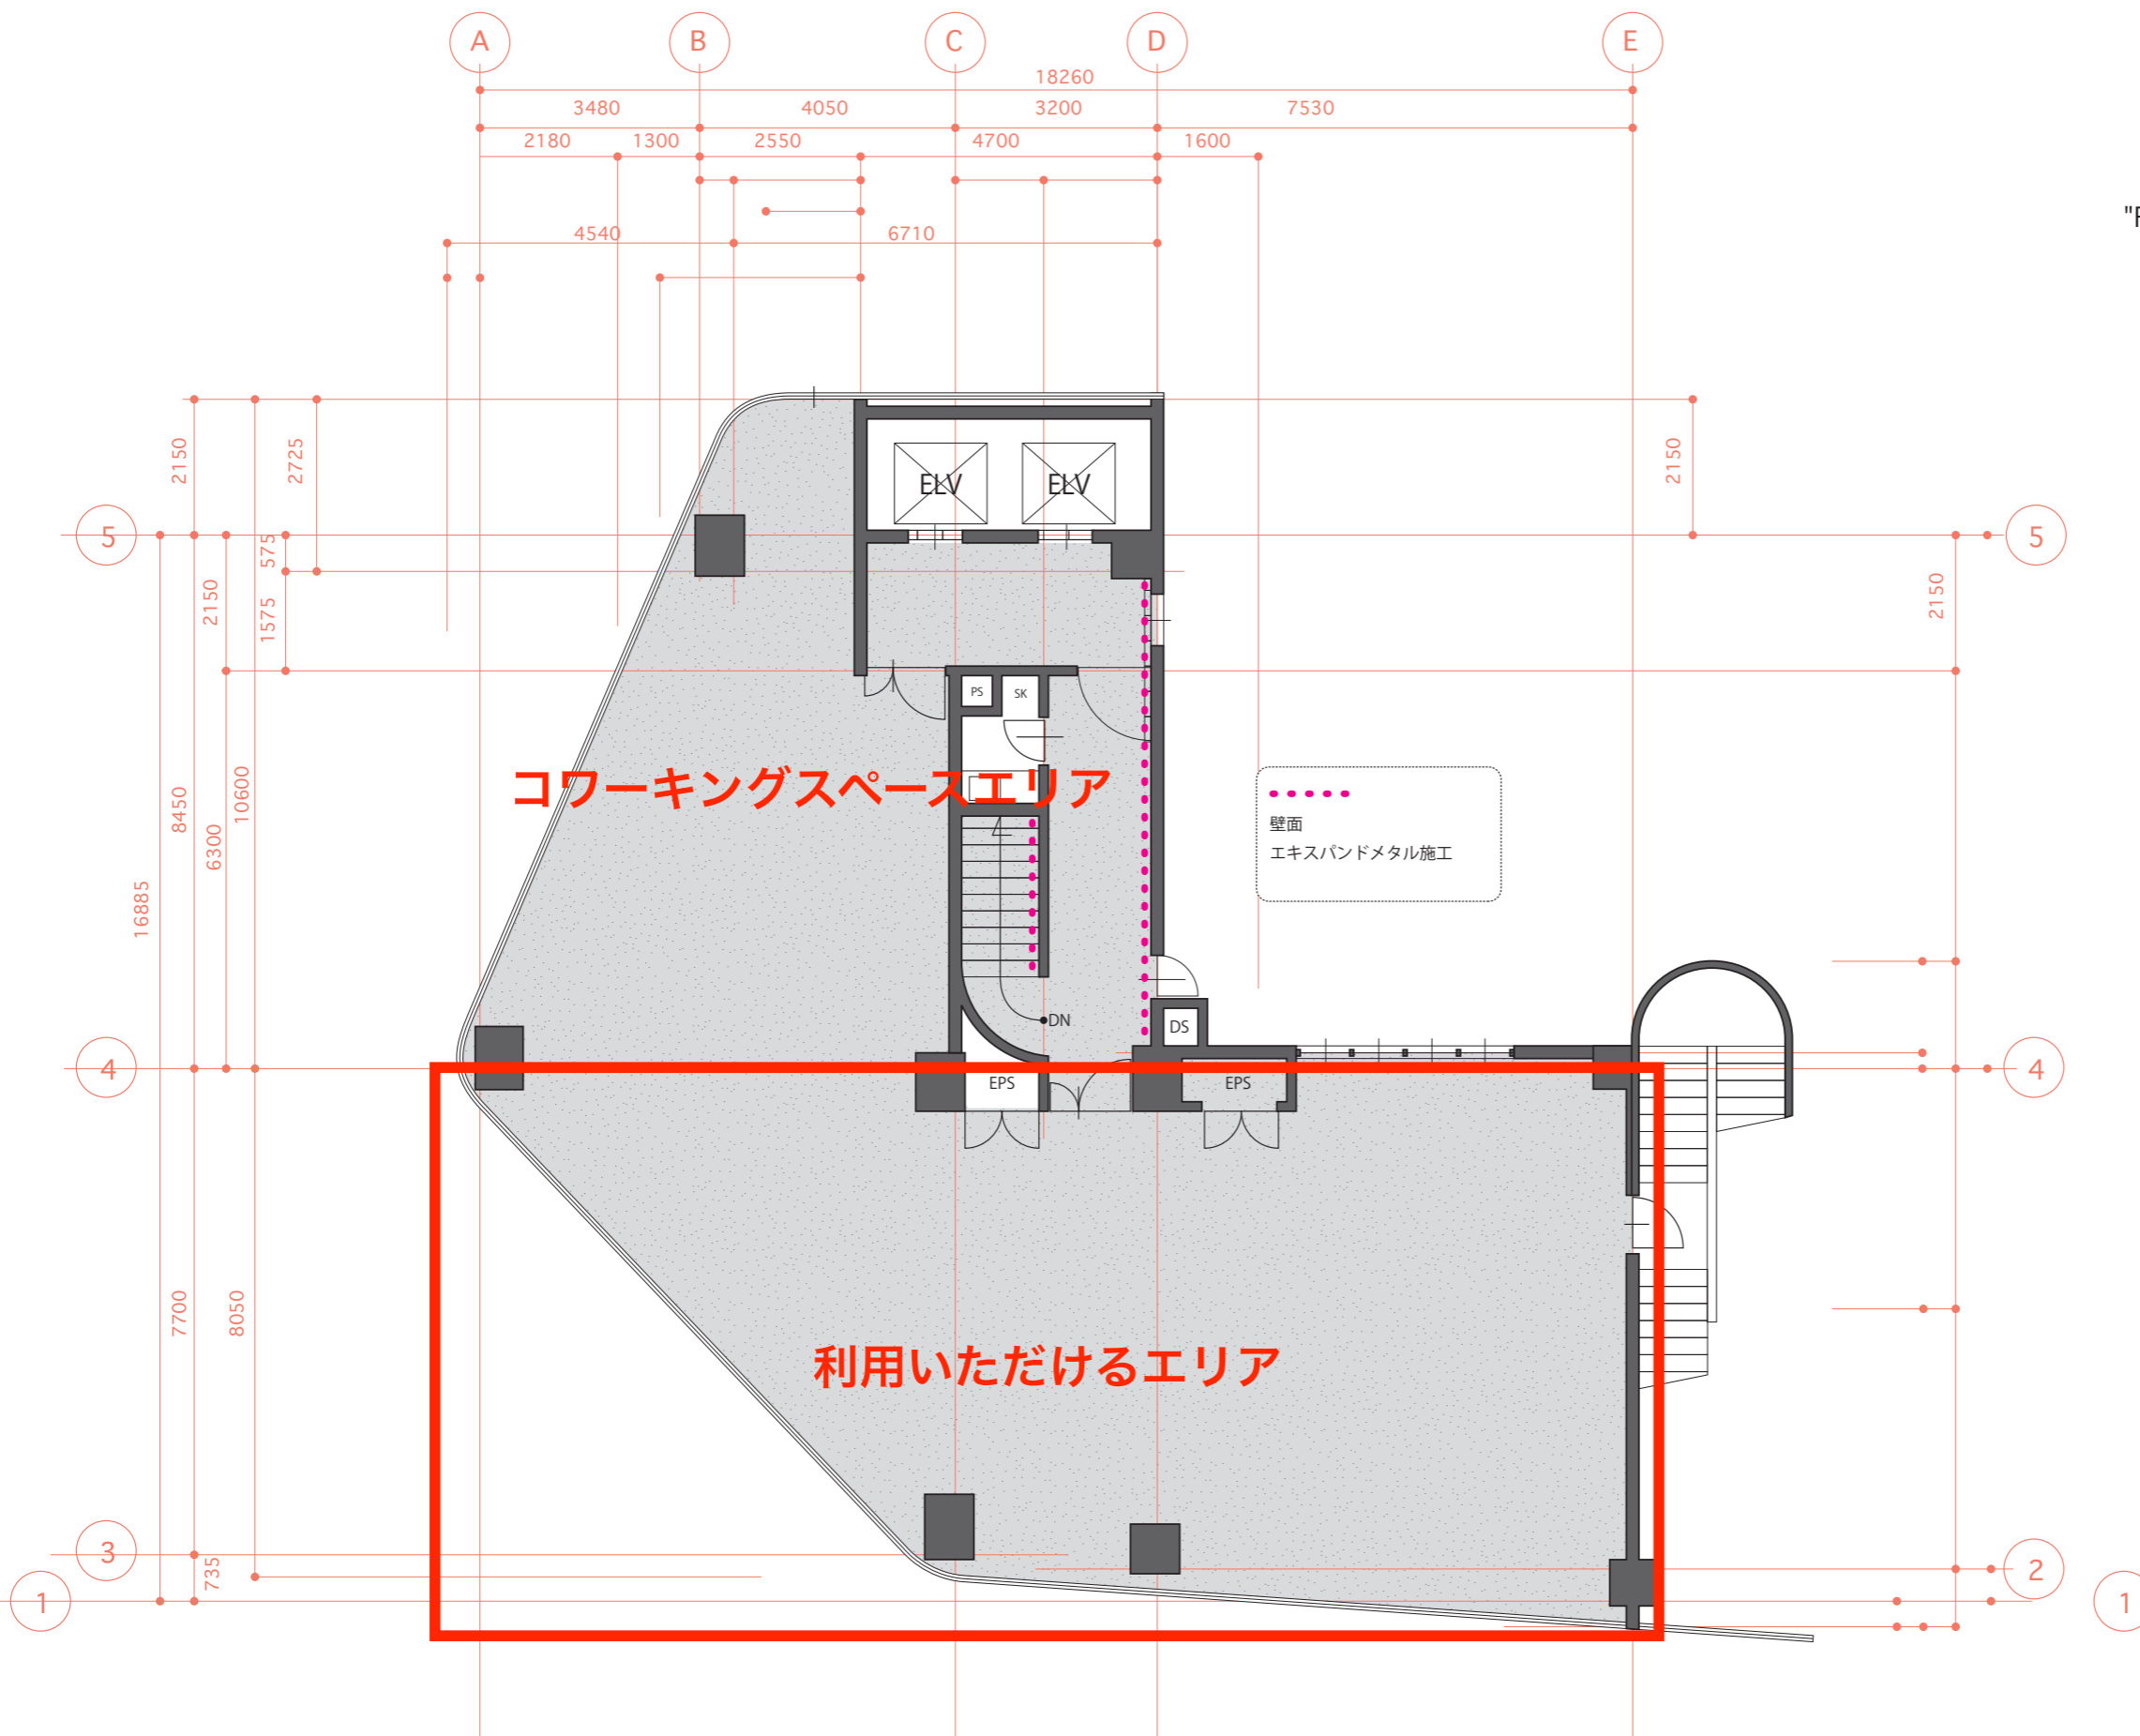 A B C D E
18260
3480 4050 3200 7530
2180 1300 2550 4700 1600
4540 6710
"F
2150 2725 2150
ELV ELV
5 5
575
2150 1575 2150
PS SK
コワーキングスペースエリア
壁面
エキスパンドメタル施工
8450 10600
6300
16885
DN DS
4 EPS EPS 4
7700 8050
利用いただけるエリア
3 735 2
1 1